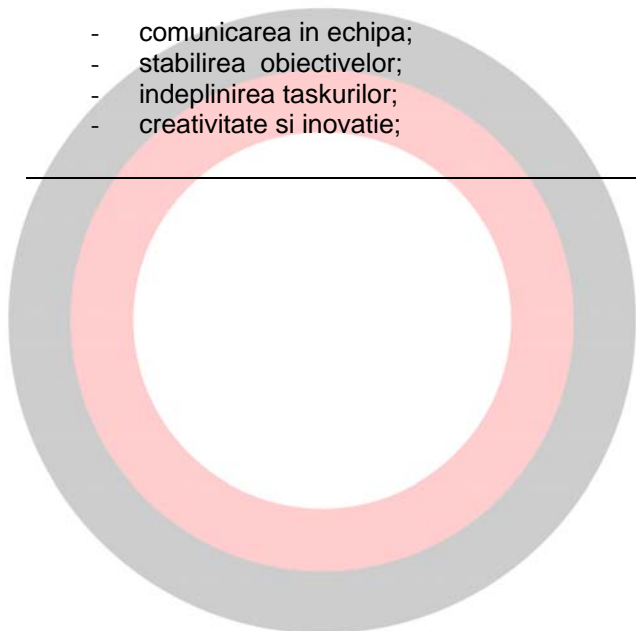 - comunicarea in echipa;
- stabilirea  obiectivelor;
- indeplinirea taskurilor;
- creativitate si inovatie;